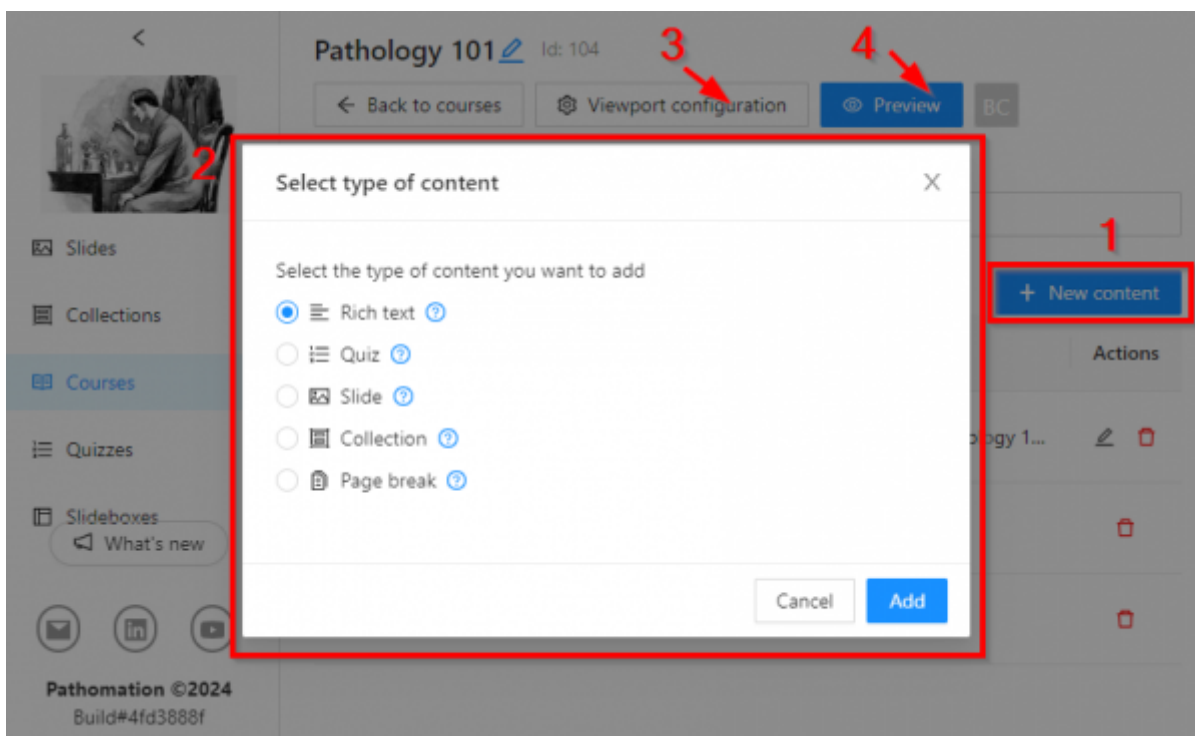 Pathology 101 Id: 104
3
4
Back to courses
Viewport configuration
Preview
BC
2
Select type of content
1
Slides
Select the type of content you want to add
New content
Rich text
Collections
Quiz
Actions
Courses
Slide
Collection
ology 1...
Quizzes
Page break
Slideboxes
What's new
Cancel
Add
in
Pathomation ©2024
Build#4fd3888f